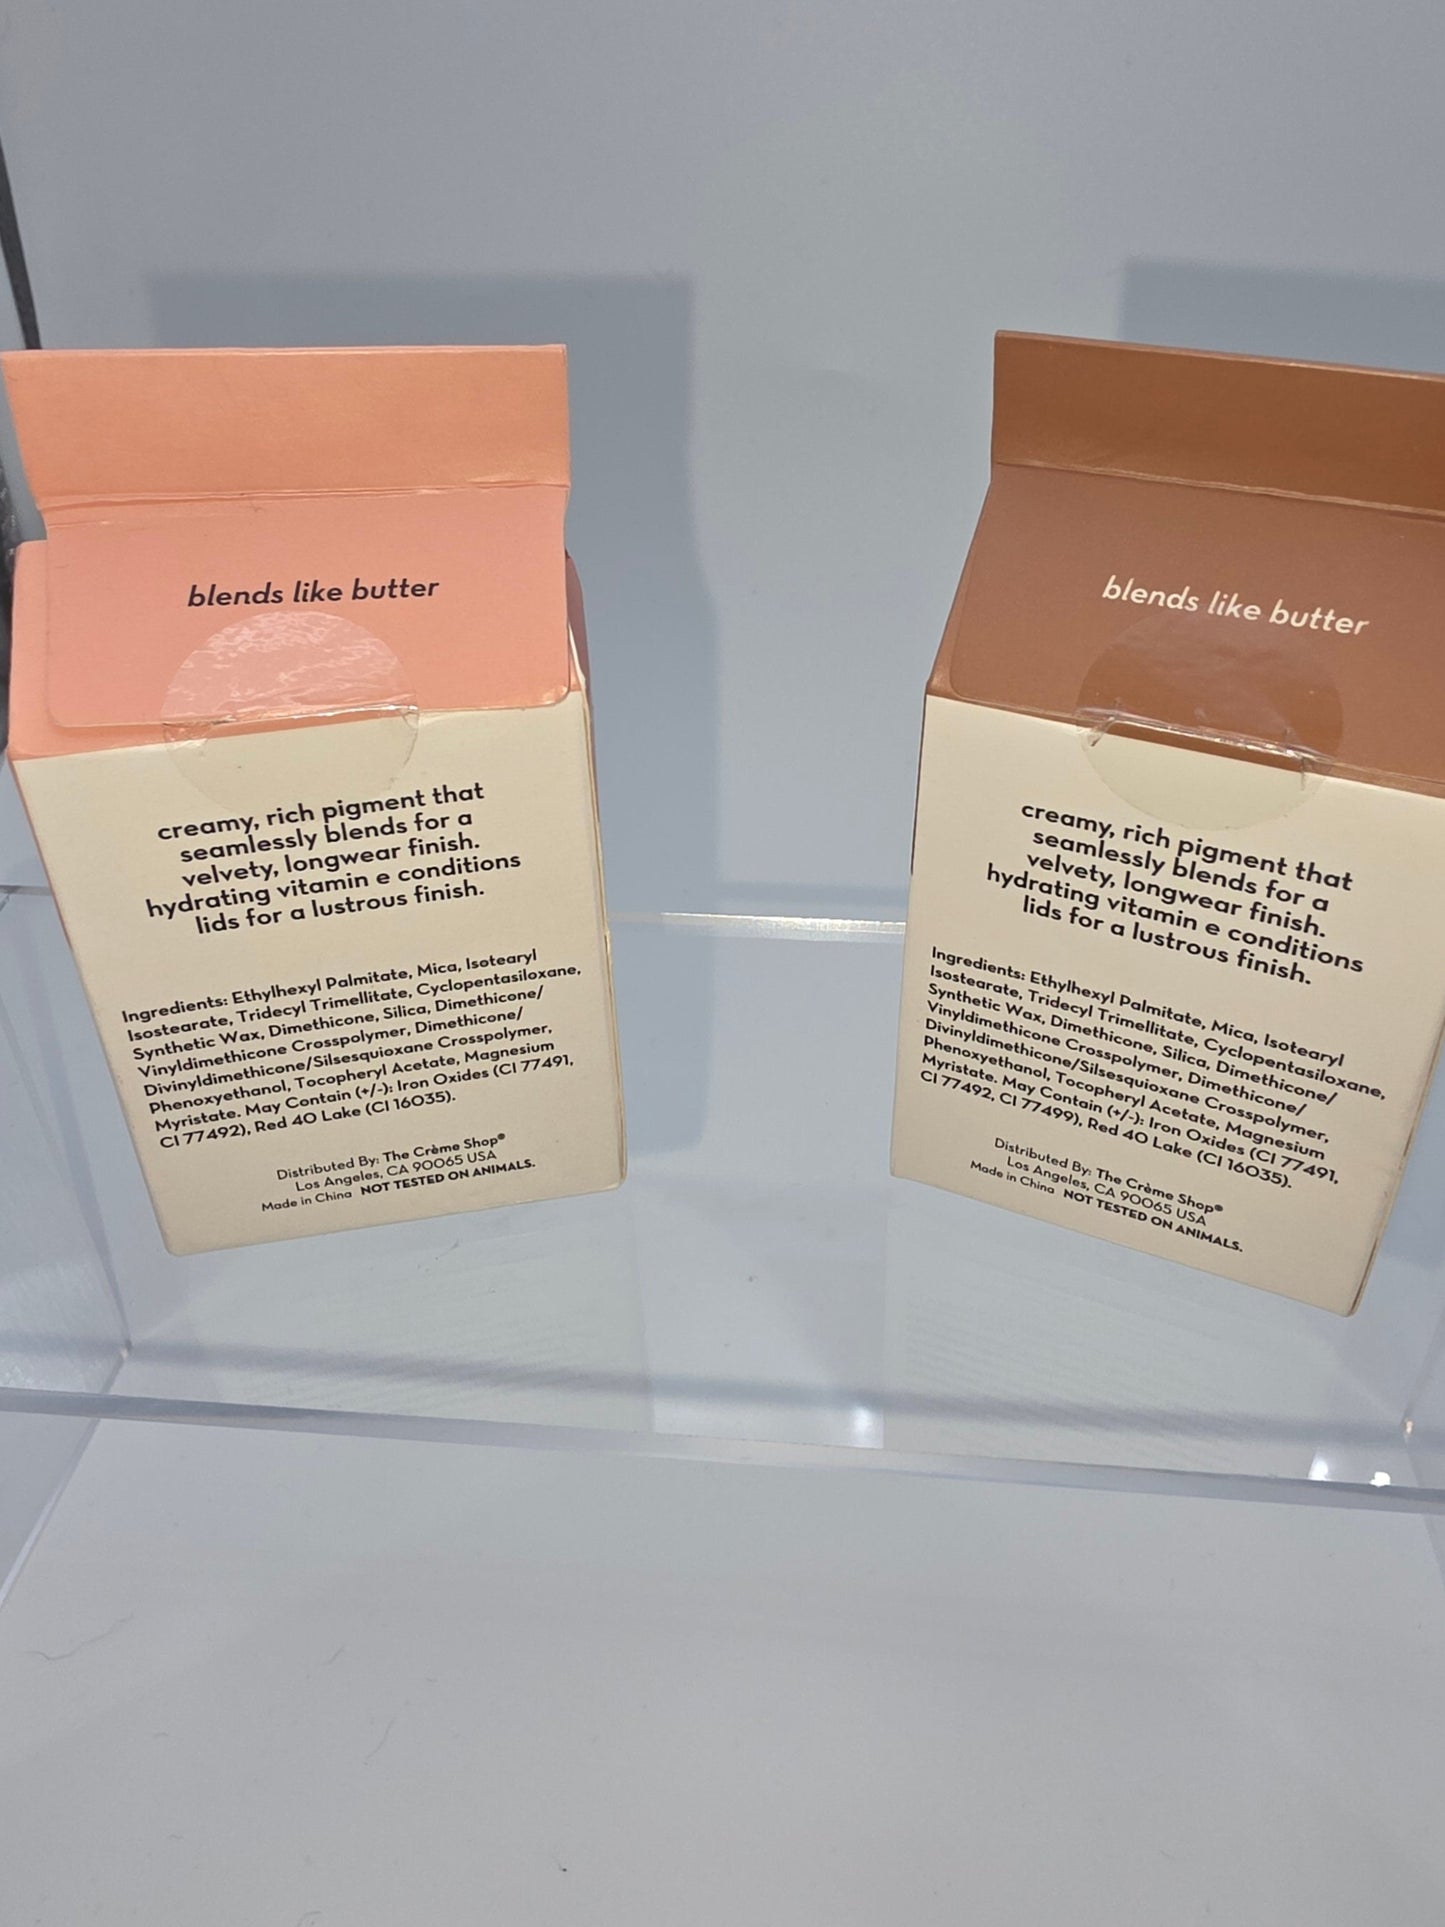 blends like butter
creamy, rich pigment that
seamlessly blends for a
velvety, longwear finish.
hydrating vitamin e conditions
lids for a lustrous finish.
Ingredients: Ethylhexyl Palmitate, Mica, Isotearyl
Isostearate, Tridecyl Trimellitate, Cyclopentasiloxane,
Synthetic Wax, Dimethicone, Silica, Dimethicone/
Vinyldimethicone Crosspolymer, Dimethicone/
Divinyldimethicone/Silsesquioxane Crosspolymer,
Phenoxyethanol, Tocopheryl Acetate, Magnesium
Myristate. May Contain (+/-): Iron Oxides (CI 77491,
CI 77492), Red 40 Lake (CI 16035).
Distributed By: The Crème Shop®
Los Angeles, CA 90065 USA
Made in China NOT TESTED ON ANIMALS.
blends like butter
creamy, rich pigment that
seamlessly blends for a
velvety, longwear finish.
hydrating vitamin e conditions
lids for a lustrous finish.
Ingredients: Ethylhexyl Palmitate, Mica, Isotearyl
Isostearate, Tridecyl Trimellitate, Cyclopentasiloxane,
Synthetic Wax, Dimethicone, Silica, Dimethicone/
Vinyldimethicone Crosspolymer, Dimethicone/
Divinyldimethicone/Silsesquioxane Crosspolymer,
Phenoxyethanol, Tocopheryl Acetate, Magnesium
Myristate. May Contain (+/-): Iron Oxides (CI 77491,
CI 77492, CI 77499), Red 40 Lake (CI 16035).
Distributed By: The Crème Shop®
Los Angeles, CA 90065 USA
Made in China NOT TESTED ON ANIMALS.